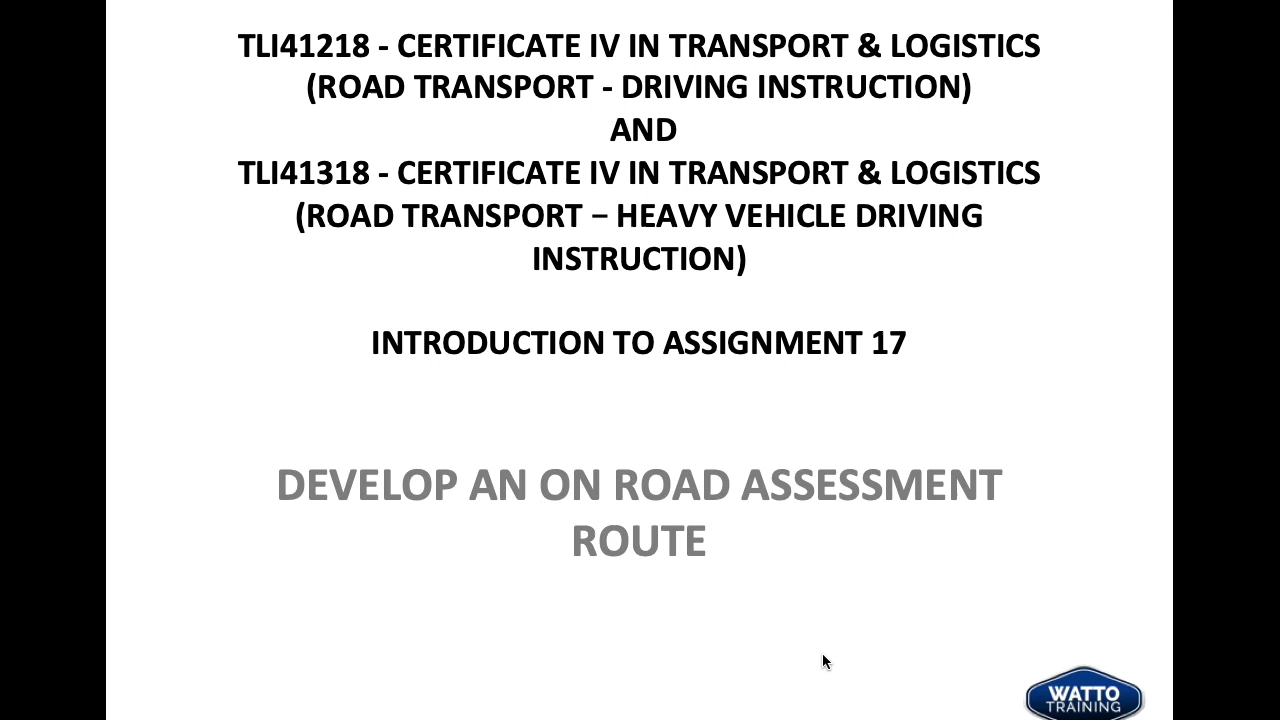 TLI41218 - CERTIFICATE IV IN TRANSPORT & LOGISTICS
(ROAD TRANSPORT - DRIVING INSTRUCTION)
AND
TLI41318 - CERTIFICATE IV IN TRANSPORT & LOGISTICS
(ROAD TRANSPORT – HEAVY VEHICLE DRIVING
INSTRUCTION)
INTRODUCTION TO ASSIGNMENT 17
DEVELOP AN ON ROAD ASSESSMENT
ROUTE
WATTO
TRAINING